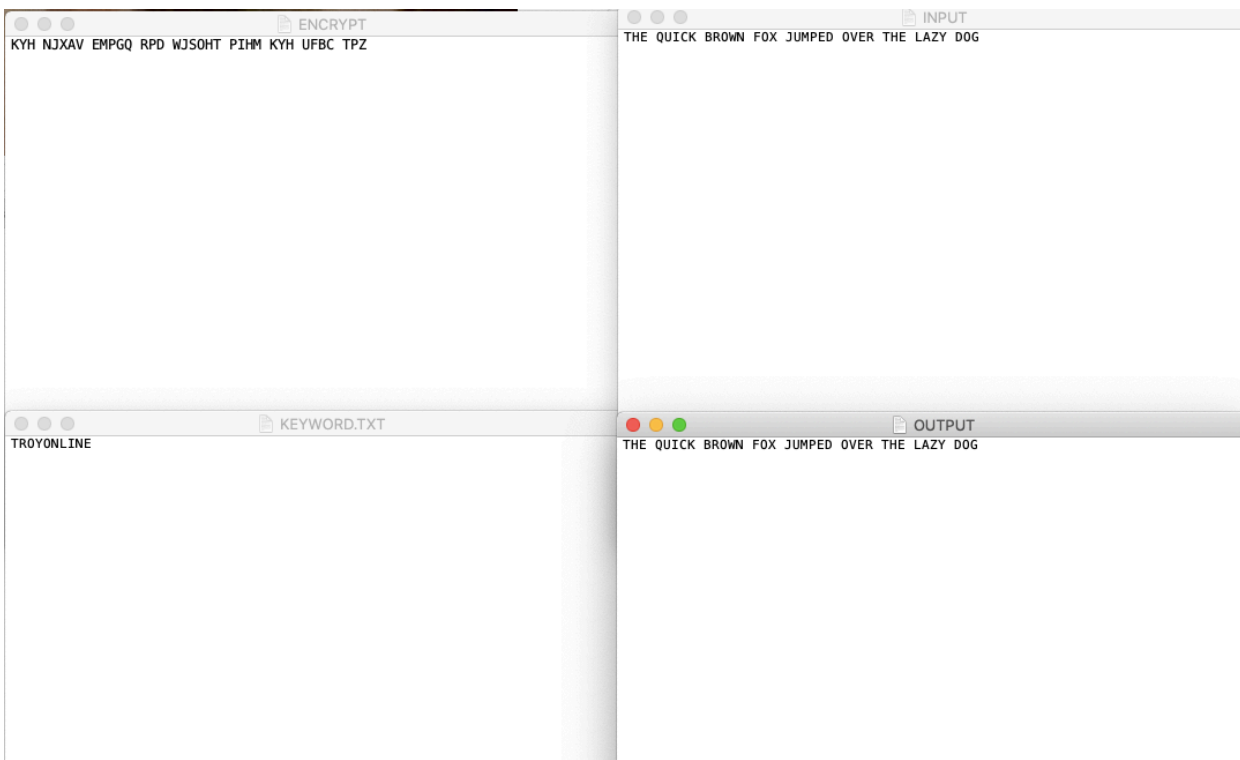 ENCRYPT
KYH NJXAV EMPGQ RPD WJSOHT PIHM KYH UFBC TPZ
INPUT
THE QUICK BROWN FOX JUMPED OVER THE LAZY DOG
KEYWORD.TXT
TROYONLINE
OUTPUT
THE QUICK BROWN FOX JUMPED OVER THE LAZY DOG